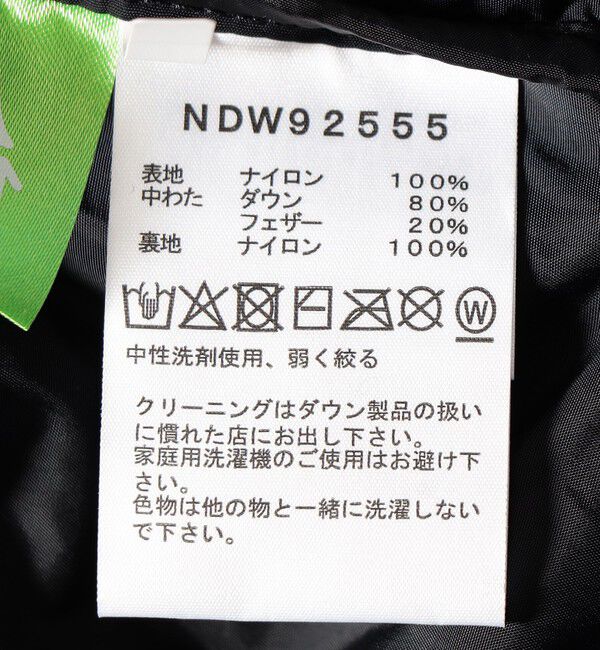 NDW92555
表地 ナイロン 100%
中わた ダウン 80%
フェザー 20%
裏地 ナイロン 100%
W
中性洗剤使用、弱く絞る
クリーニングはダウン製品の扱い
に慣れた店にお出し下さい。
家庭用洗濯機のご使用はお避け下
さい。
色物は他の物と一緒に洗濯しない
で下さい。